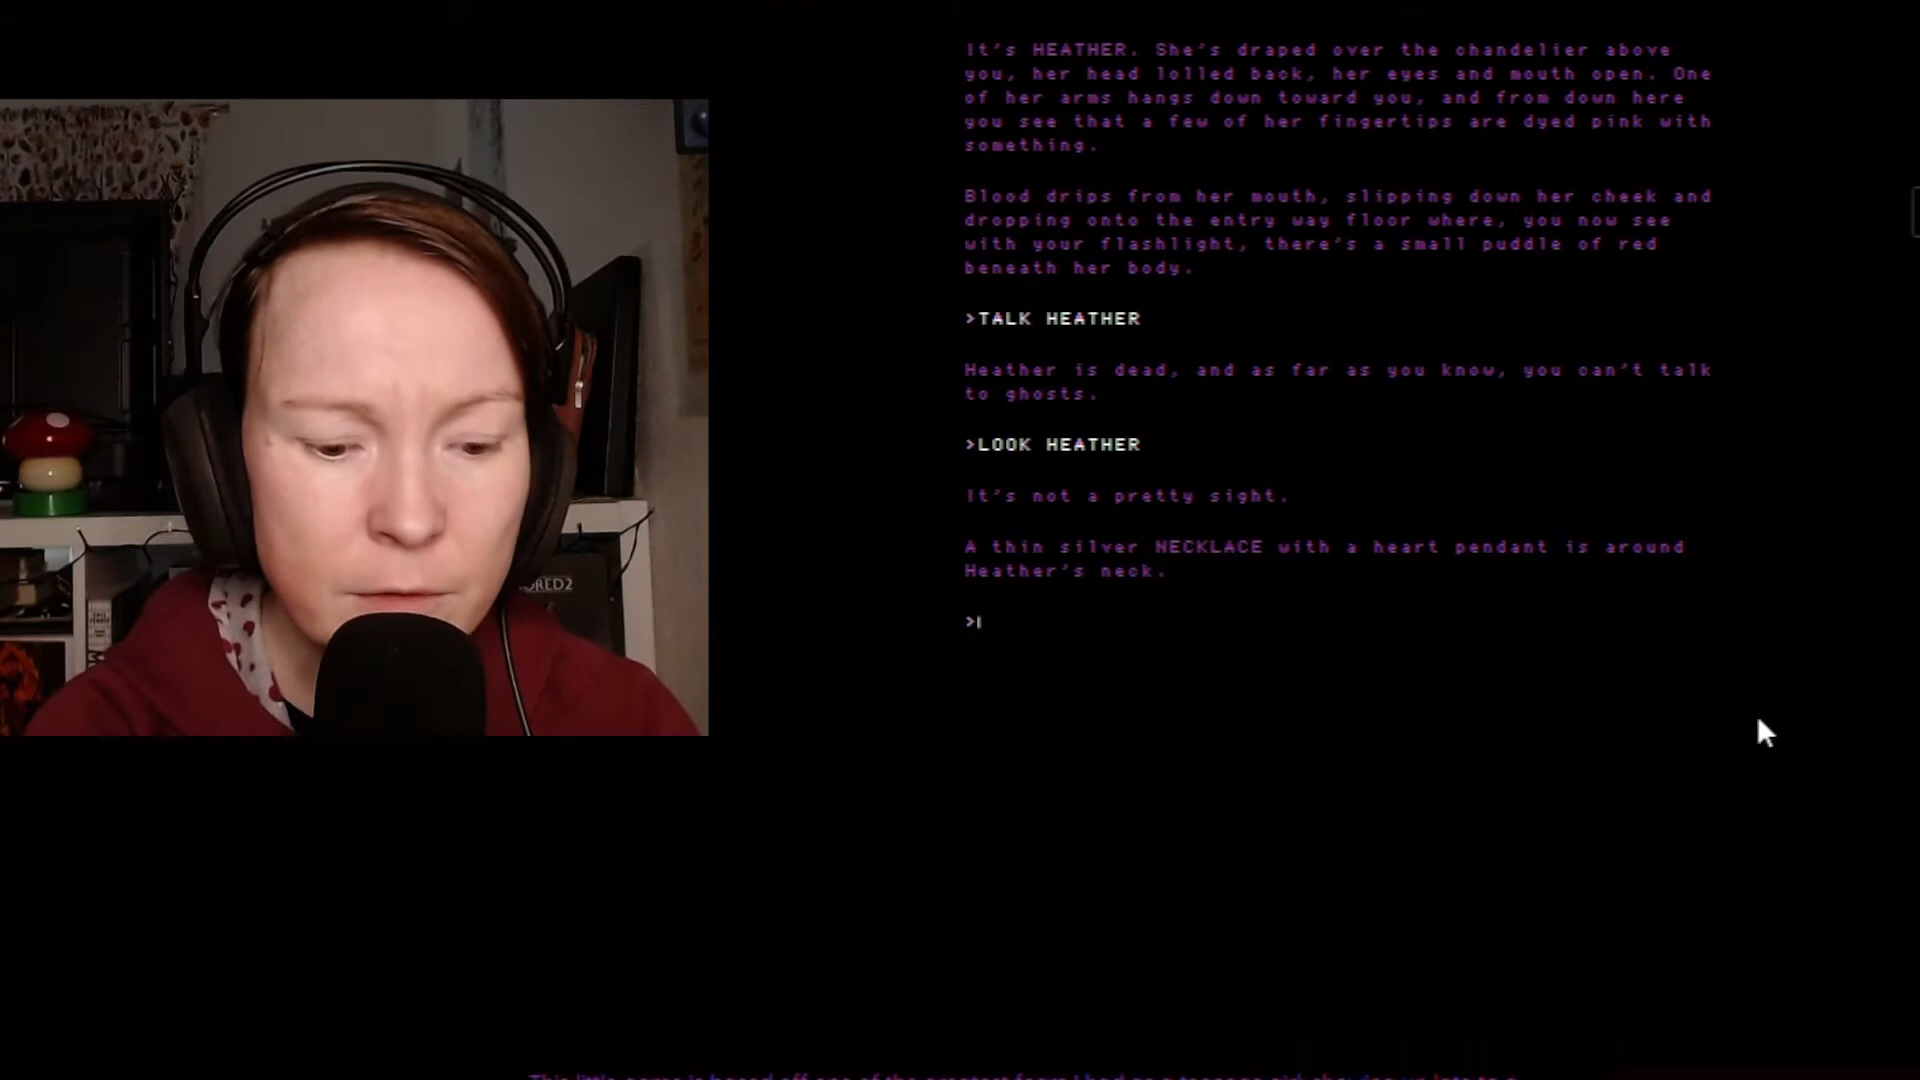 It's HEATHER. She's draped over the chandelier above
you, her head lolled back, her eyes and mouth open. One
of her arms hangs down toward you, and from down here
you see that a few of her fingertips are dyed pink with
something.
Blood drips from her mouth, slipping down her cheek and
dropping onto the entry way floor where, you now see
with your flashlight, there's a small puddle of red
beneath her body.
>TALK HEATHER
Heather is dead, and as far as you know, you can't talk
to ghosts.
>LOOK HEATHER
It's not a pretty sight.
A thin silver NECKLACE with a heart pendant is around
Heather's neck.
>